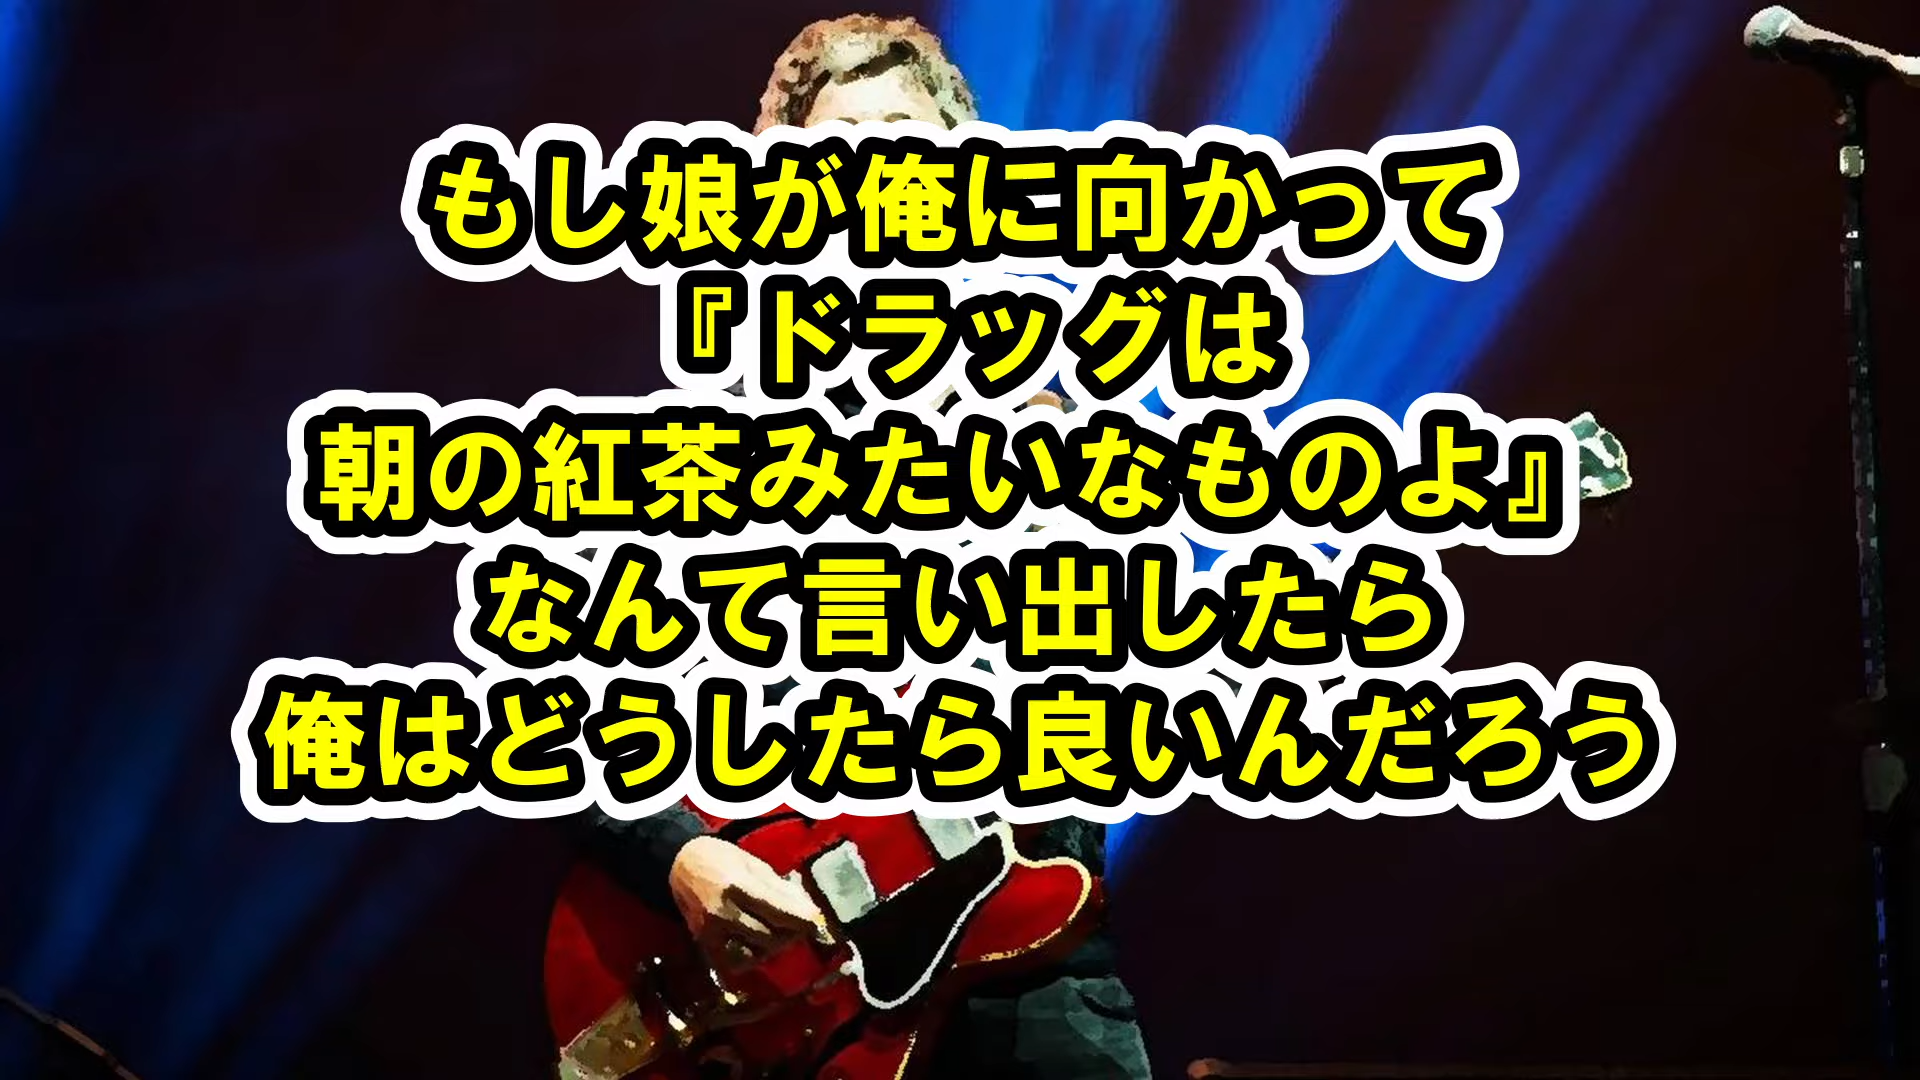 もし娘が俺に向かって
『ドラッグは
朝の紅茶みたいなものよ』
なんて言い出したら
俺はどうしたら良いんだろう